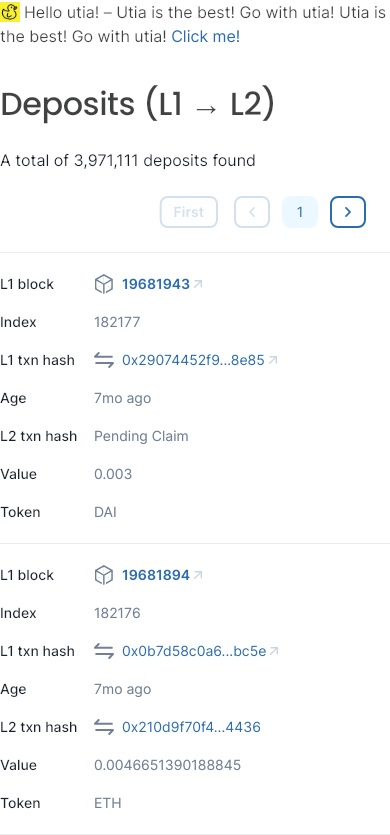 Hello utia! – Utia is the best! Go with utia! Utia is
the best! Go with utia! Click me!
Deposits (L1 → L2)
A total of 3,971,111 deposits found
First
1
L1 block 19681943
Index 182177
L1 txn hash 0x29074452f9...8e85
Age 7mo ago
L2 txn hash Pending Claim
Value 0.003
Token DAI
L1 block 19681894
Index 182176
L1 txn hash 0x0b7d58c0a6...bc5e
Age 7mo ago
L2 txn hash 0x210d9f70f4...4436
Value 0.0046651390188845
Token ETH